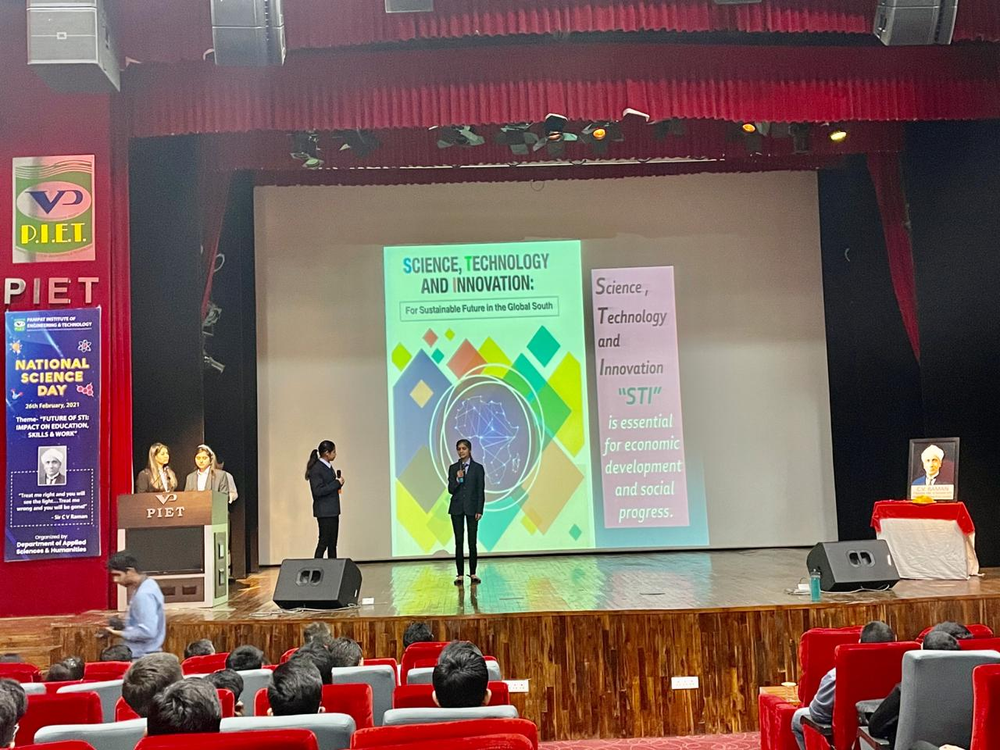 VP
P.I.E.T.
PIET
PANIPAT INSTITUTE OF
ENGINEERING & TECHNOLOGY
NATIONAL
SCIENCE
DAY
26th February, 2021
Theme- "FUTURE OF STI:
IMPACT ON EDUCATION,
SKILLS & WORK"
"Treat me right and you will
see the light...Treat me
wrong and you will be gone!"
- Sir C V Raman
Organized by
Department of Applied
Sciences & Humanities
VP
PIET
SCIENCE, TECHNOLOGY
AND INNOVATION:
For Sustainable Future in the Global South
Science ,
Technology
and
Innovation
"STI"
is essential
for economic
development
and social
progress.
C.V. RAMAN